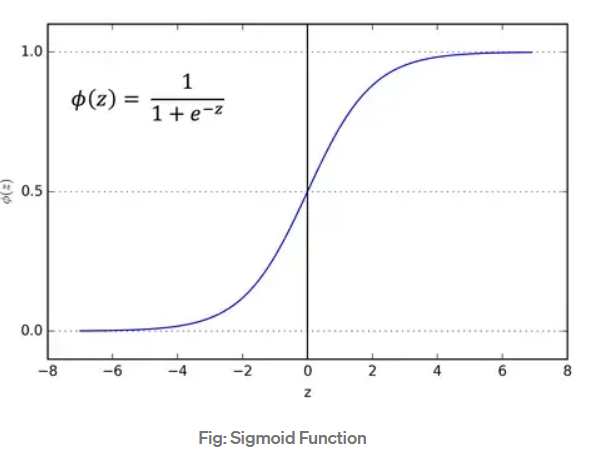 1.0
ϕ(z) = 1 / 1 + e^−z
ϕ(z)
0.5
0.0
−8 −6 −4 −2 0 2 4 6 8
z
Fig: Sigmoid Function